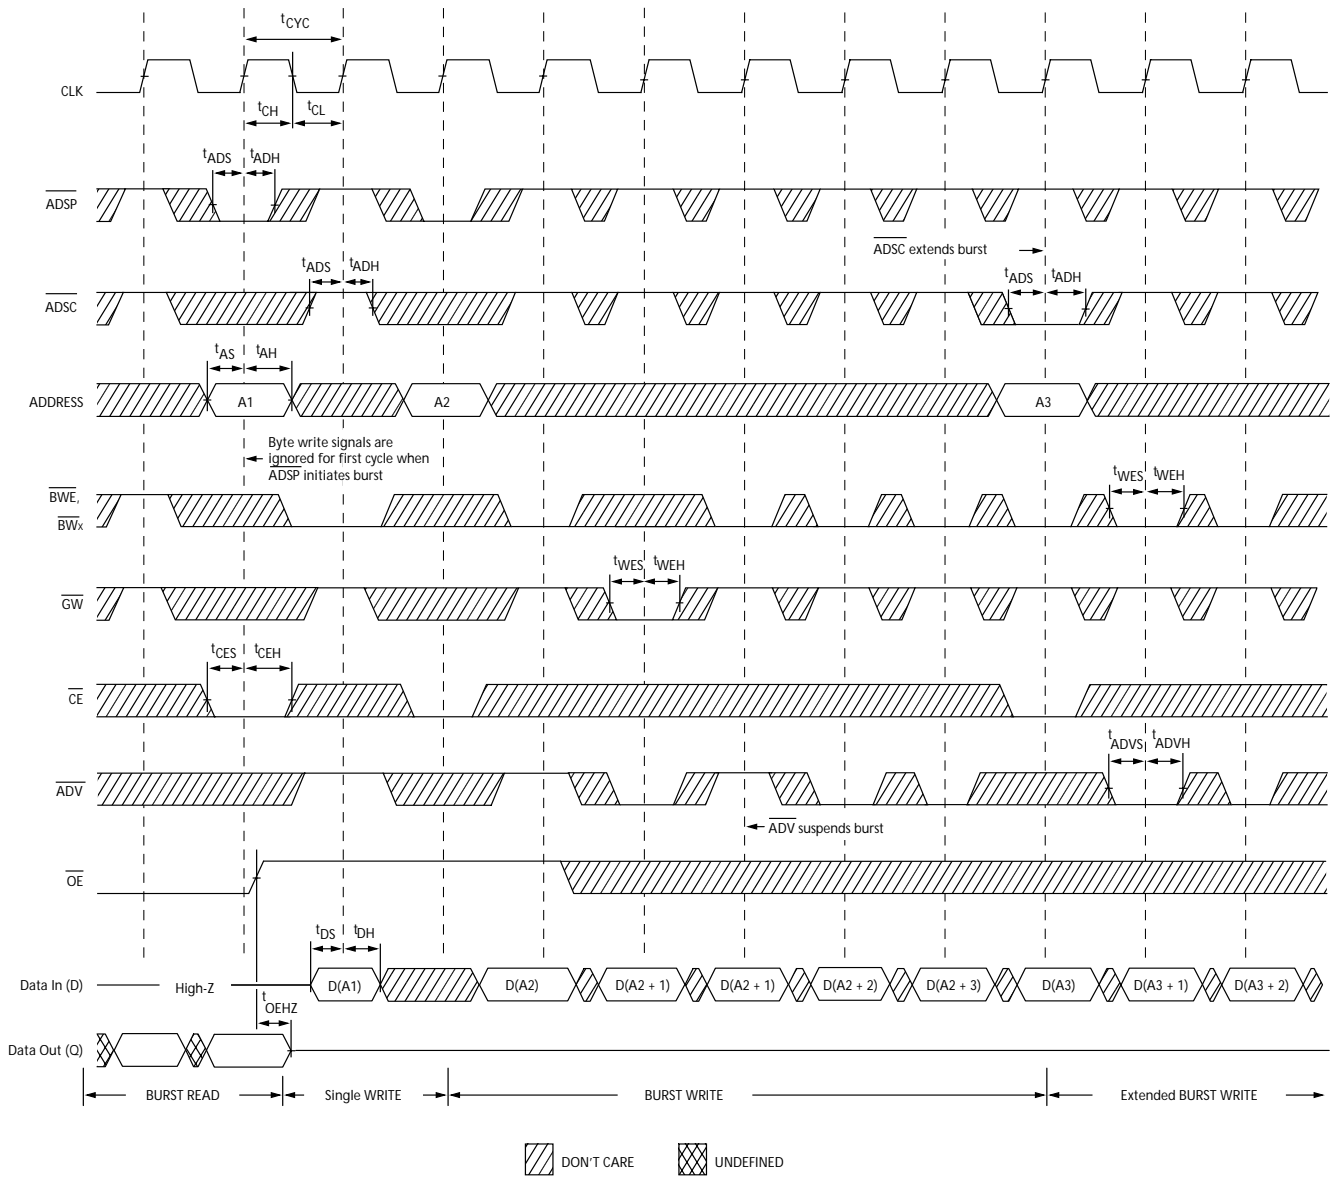 tCYC
CLK
tCH tCL
tADS tADH
ADSP
ADSC extends burst
tADS tADH tADS tADH
ADSC
tAS tAH
ADDRESS A1 A2 A3
Byte write signals are
ignored for first cycle when
ADSP initiates burst
BWE,
BWx
tWES tWEH
tWES tWEH
GW
tCES tCEH
CE
tADVS tADVH
ADV
ADV suspends burst
OE
tDS tDH
Data In (D) High-Z D(A1) D(A2) D(A2 + 1) D(A2 + 1) D(A2 + 2) D(A2 + 3) D(A3) D(A3 + 1) D(A3 + 2)
tOEHZ
Data Out (Q)
BURST READ Single WRITE BURST WRITE Extended BURST WRITE
DON'T CARE UNDEFINED